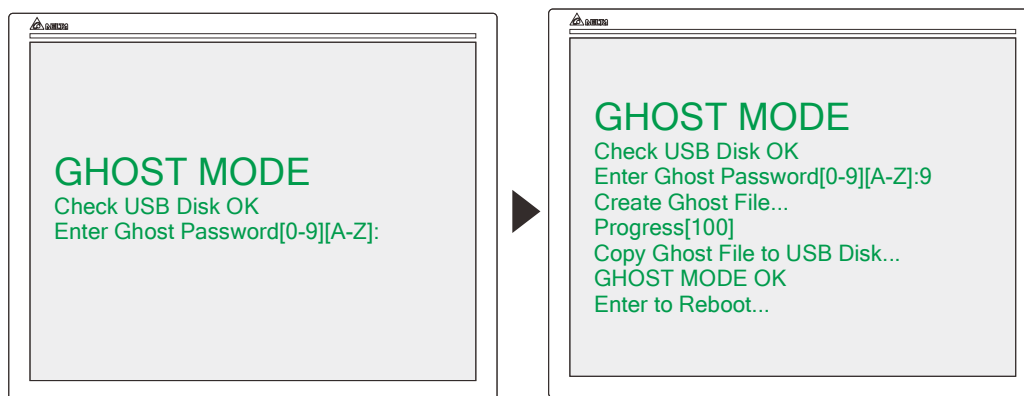 DELTA
GHOST MODE
Check USB Disk OK
Enter Ghost Password[0-9][A-Z]:
DELTA
GHOST MODE
Check USB Disk OK
Enter Ghost Password[0-9][A-Z]:9
Create Ghost File...
Progress[100]
Copy Ghost File to USB Disk...
GHOST MODE OK
Enter to Reboot...